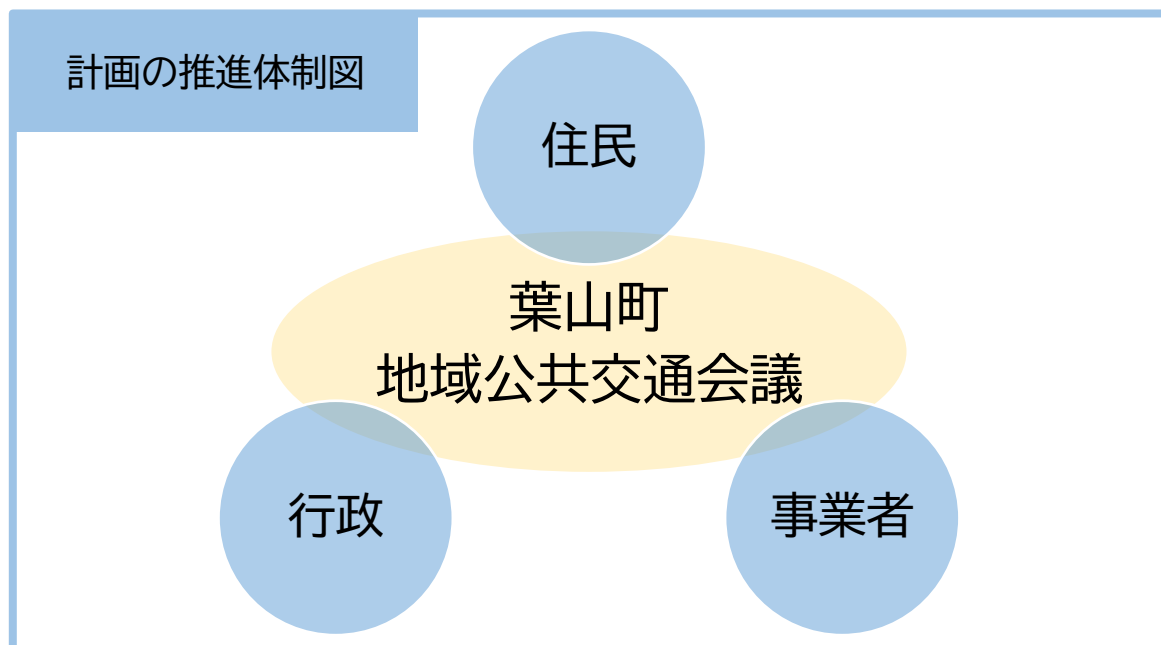 計画の推進体制図
住民
葉山町
地域公共交通会議
行政
事業者